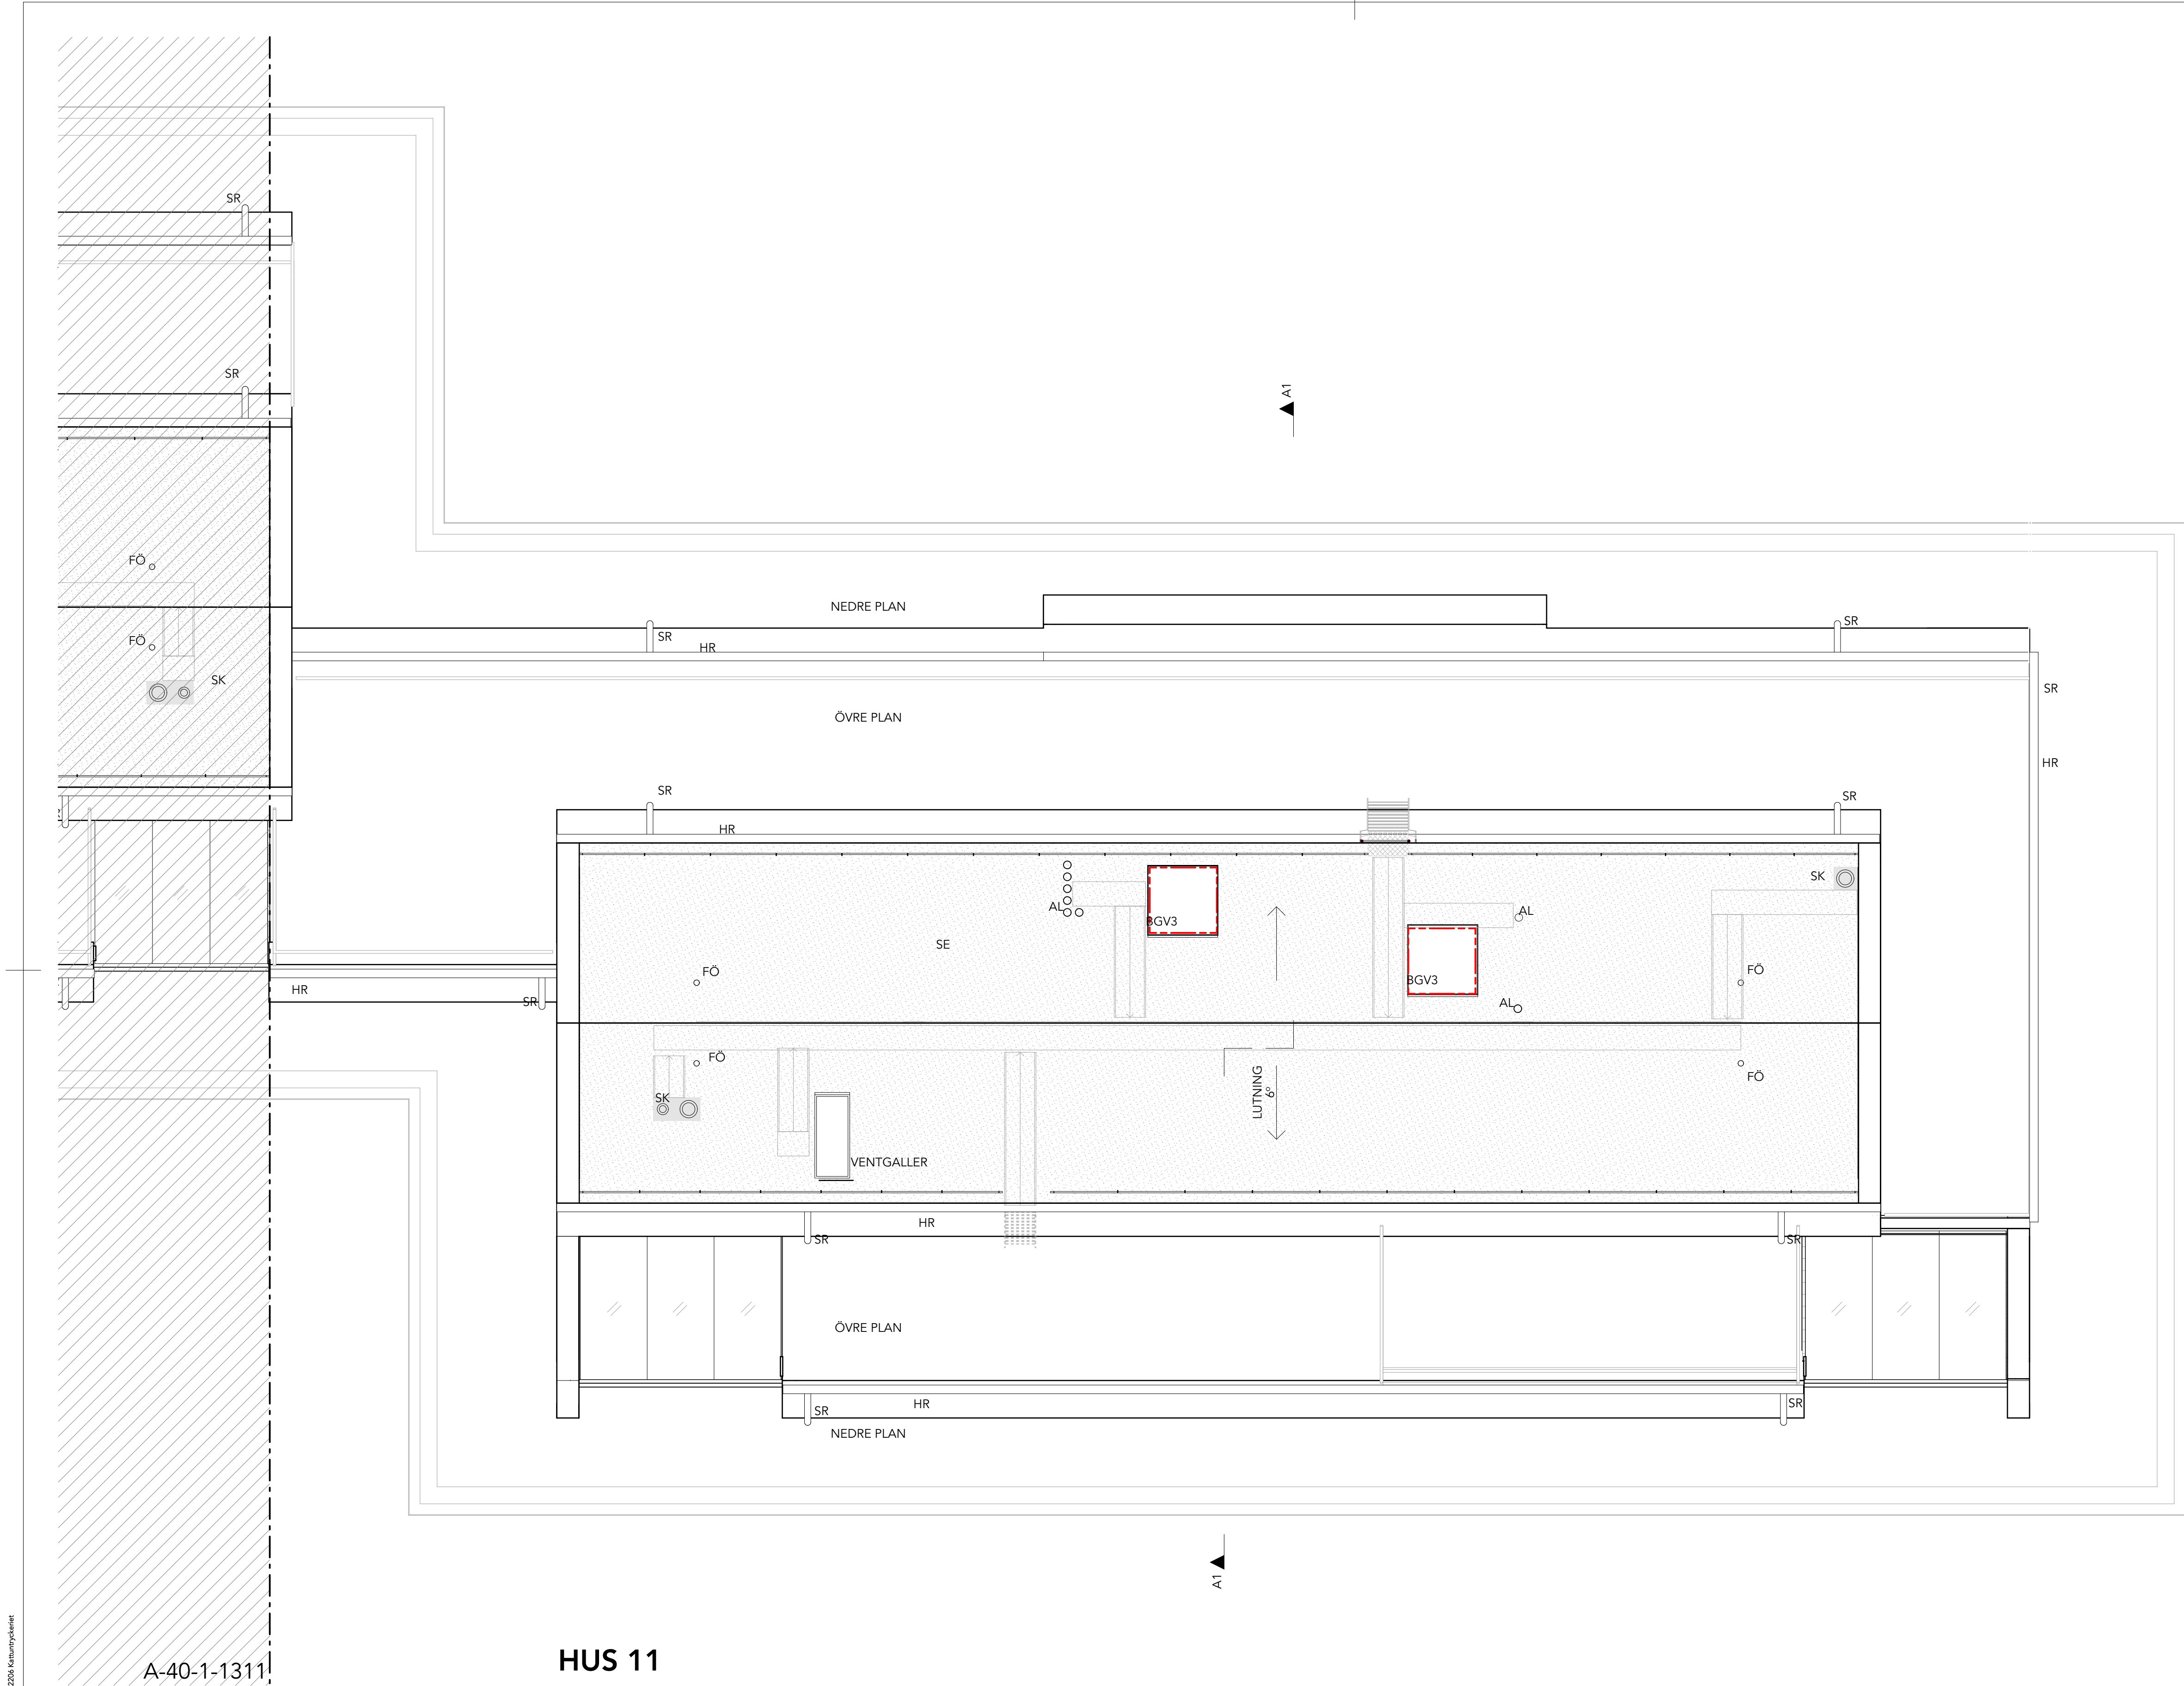 SR
SR
A1
FÖ
NEDRE PLAN
SR
SR
FÖ
HR
SK
SR
ÖVRE PLAN
HR
SR
SR
HR
SK
AL
BGV3
AL
SE
FÖ
FÖ
BGV3
HR
SR
AL
FÖ
FÖ
LUTNING
6°
SK
VENTGALLER
HR
SR
SR
ÖVRE PLAN
HR
SR
SR
NEDRE PLAN
A1
2206 Kattuntryckeriet
HUS 11
A-40-1-1311